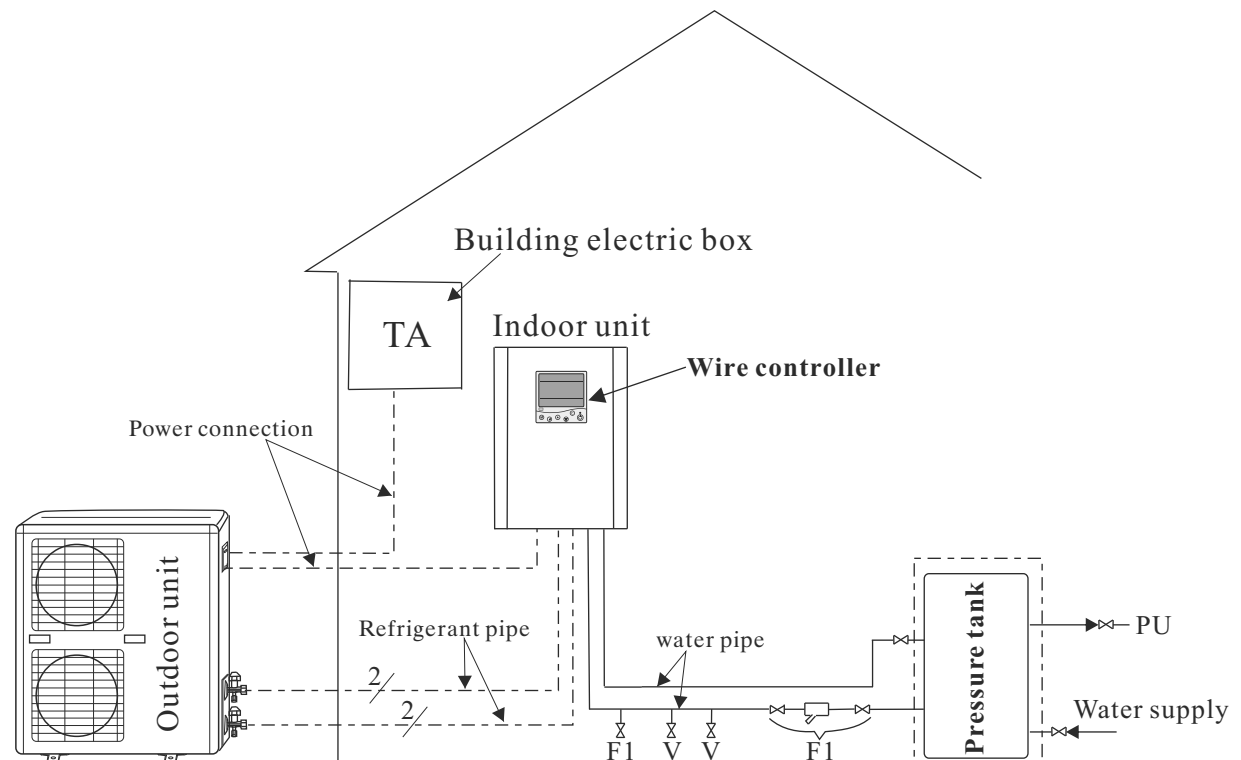 Building electric box
TA
Indoor unit
Wire controller
Power connection
Outdoor unit
Refrigerant pipe
2
2
water pipe
Pressure tank
PU
Water supply
F1
V
V
F1